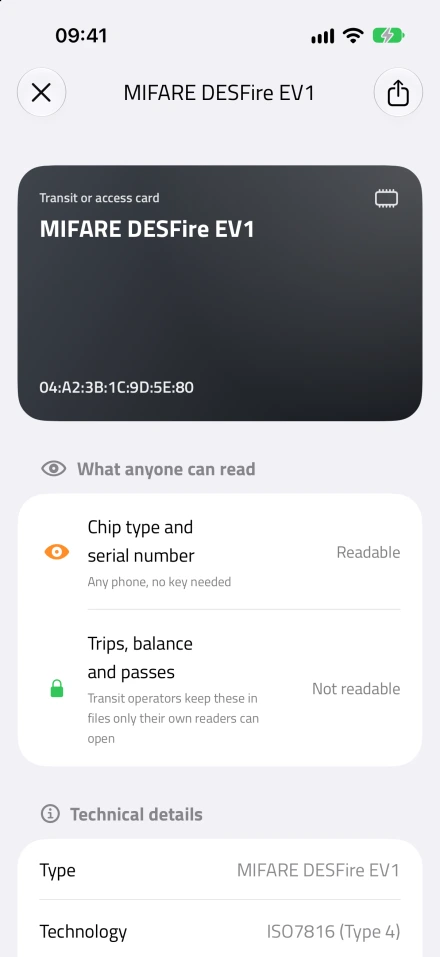 09:41
MIFARE DESFire EV1
Transit or access card
MIFARE DESFire EV1
04:A2:3B:1C:9D:5E:80
What anyone can read
Chip type and
serial number
Any phone, no key needed
Readable
Trips, balance
and passes
Transit operators keep these in
files only their own readers can
open
Not readable
Technical details
Type
MIFARE DESFire EV1
Technology
ISO7816 (Type 4)